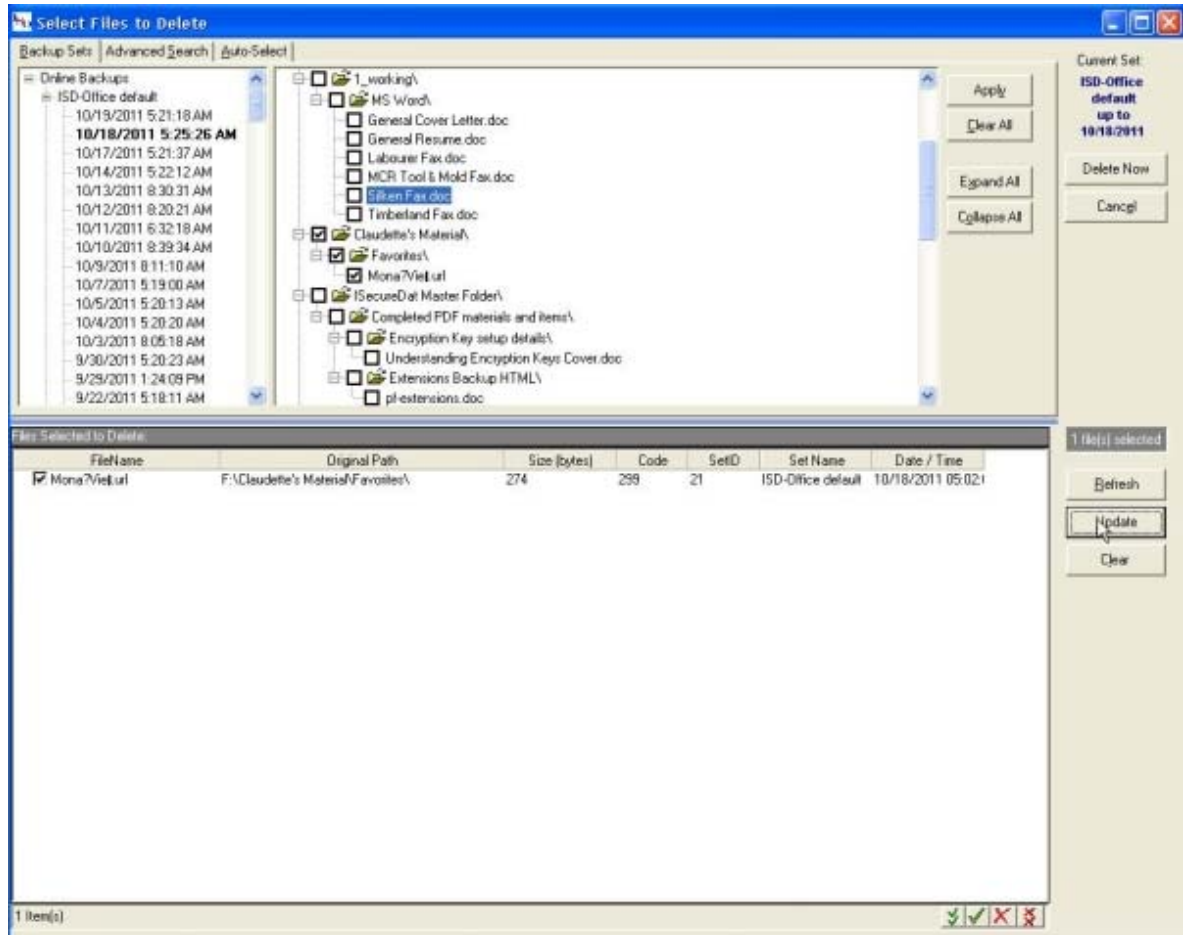 Select Files to Delete
Backup Sets Advanced Search Auto-Select
Online Backups
ISD-Office default
10/19/2011 5:21:18 AM
10/18/2011 5:25:26 AM
10/17/2011 5:21:37 AM
10/14/2011 5:22:12 AM
10/13/2011 8:30:31 AM
10/12/2011 8:20:21 AM
10/11/2011 6:32:18 AM
10/10/2011 8:39:34 AM
10/9/2011 8:11:10 AM
10/7/2011 5:19:00 AM
10/5/2011 5:20:13 AM
10/4/2011 5:20:20 AM
10/3/2011 8:05:18 AM
9/30/2011 5:20:23 AM
9/29/2011 1:24:09 PM
9/22/2011 5:18:11 AM
1_working\
MS Word\
General Cover Letter.doc
General Resume.doc
Labourer Fax.doc
MCR Tool & Mold Fax.doc
Silken Fax.doc
Timberland Fax.doc
Claudette's Material\
Favorites\
Mona?Viet.url
ISecureDat Master Folder\
Completed PDF materials and items\
Encryption Key setup details\
Understanding Encryption Keys Cover.doc
Extensions Backup HTML\
pf-extensions.doc
Apply
Clear All
Expand All
Collapse All
Current Set:
ISD-Office
default
up to
10/18/2011
Delete Now
Cancel
Files Selected to Delete:
FileName Original Path Size (bytes) Code SetID Set Name Date / Time
Mona?Viet.url F:\Claudette's Material\Favorites\ 274 299 21 ISD-Office default 10/18/2011 05:02:
1 file(s) selected
Refresh
Update
Clear
1 Item(s)